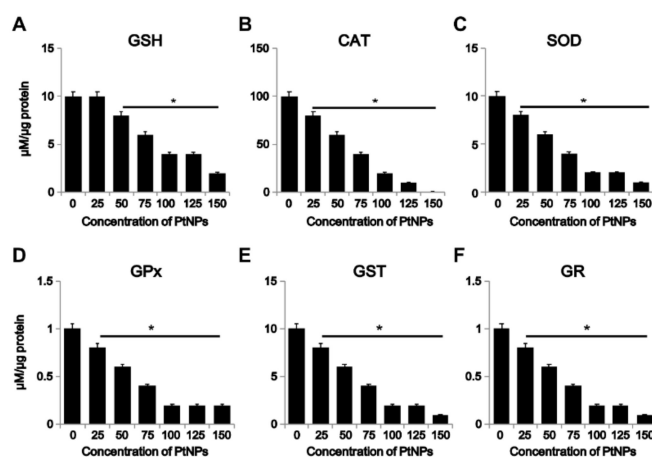 A
GSH
µM/µg protein
15
10
5
0
*
0 25 50 75 100 125 150
Concentration of PtNPs
B
CAT
150
100
50
0
*
0 25 50 75 100 125 150
Concentration of PtNPs
C
SOD
15
10
5
0
*
0 25 50 75 100 125 150
Concentration of PtNPs
D
GPx
µM/µg protein
1.5
1
0.5
0
*
0 25 50 75 100 125 150
Concentration of PtNPs
E
GST
15
10
5
0
*
0 25 50 75 100 125 150
Concentration of PtNPs
F
GR
1.5
1
0.5
0
*
0 25 50 75 100 125 150
Concentration of PtNPs